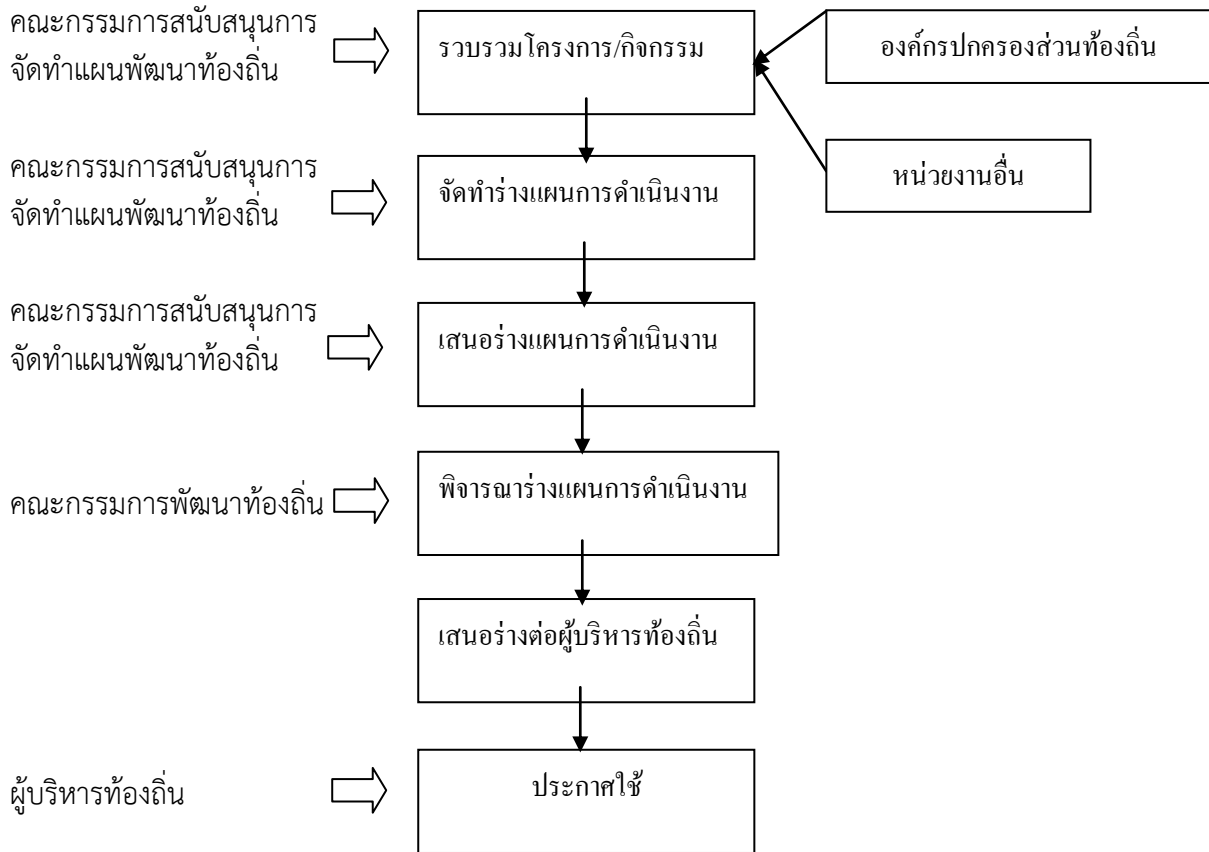 คณะกรรมการสนับสนุนการ
จัดทำแผนพัฒนาท้องถิ่น
รวบรวมโครงการ/กิจกรรม
องค์กรปกครองส่วนท้องถิ่น
หน่วยงานอื่น
คณะกรรมการสนับสนุนการ
จัดทำแผนพัฒนาท้องถิ่น
จัดทำร่างแผนการดำเนินงาน
คณะกรรมการสนับสนุนการ
จัดทำแผนพัฒนาท้องถิ่น
เสนอร่างแผนการดำเนินงาน
คณะกรรมการพัฒนาท้องถิ่น
พิจารณาร่างแผนการดำเนินงาน
เสนอร่างต่อผู้บริหารท้องถิ่น
ผู้บริหารท้องถิ่น
ประกาศใช้